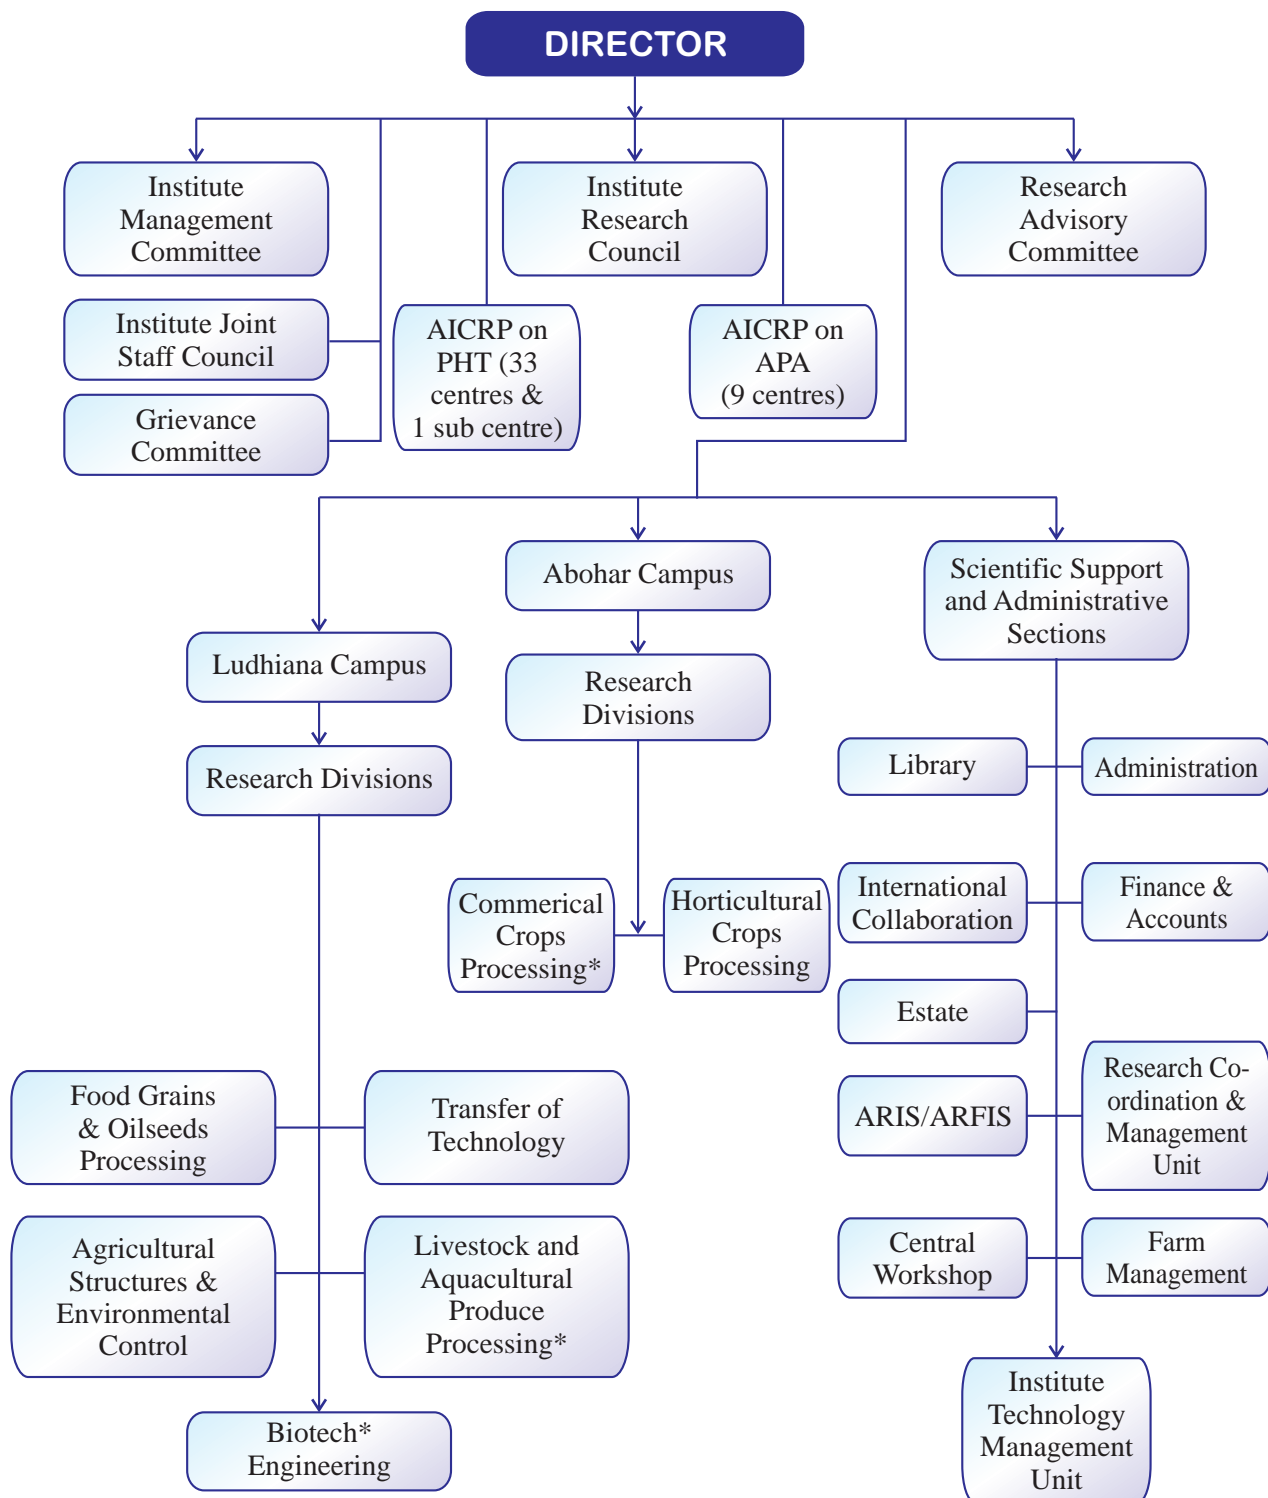 DIRECTOR
Institute
Management
Committee
Institute
Research
Council
Research
Advisory
Committee
Institute Joint
Staff Council
AICRP on
PHT (33
centres &
1 sub centre)
AICRP on
APA
(9 centres)
Grievance
Committee
Ludhiana Campus
Abohar Campus
Scientific Support
and Administrative
Sections
Research Divisions
Research
Divisions
Library
Administration
Commerical
Crops
Processing*
Horticultural
Crops
Processing
International
Collaboration
Finance &
Accounts
Estate
Food Grains
& Oilseeds
Processing
Transfer of
Technology
ARIS/ARFIS
Research Co-
ordination &
Management
Unit
Agricultural
Structures &
Environmental
Control
Livestock and
Aquacultural
Produce
Processing*
Central
Workshop
Farm
Management
Biotech*
Engineering
Institute
Technology
Management
Unit